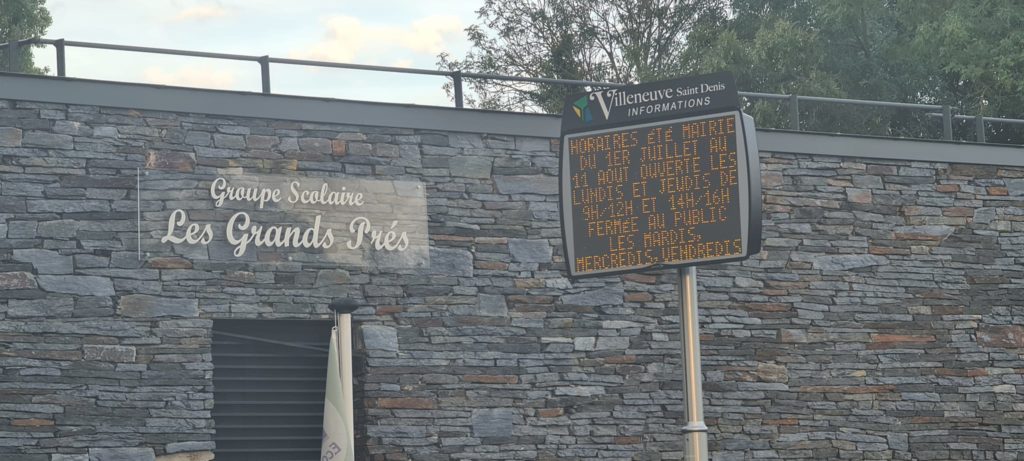 Groupe Scolaire
Les Grands Prés
Villeneuve Saint Denis
INFORMATIONS
HORAIRES été MAIRIE
DU 1ER JUILLET AU
11 AOUT OUVERTE LES
LUNDIS ET JEUDIS DE
9H/12H ET 14H/16H
FERMEE AU PUBLIC
LES MARDIS,
MERCREDIS,VENDREDIS